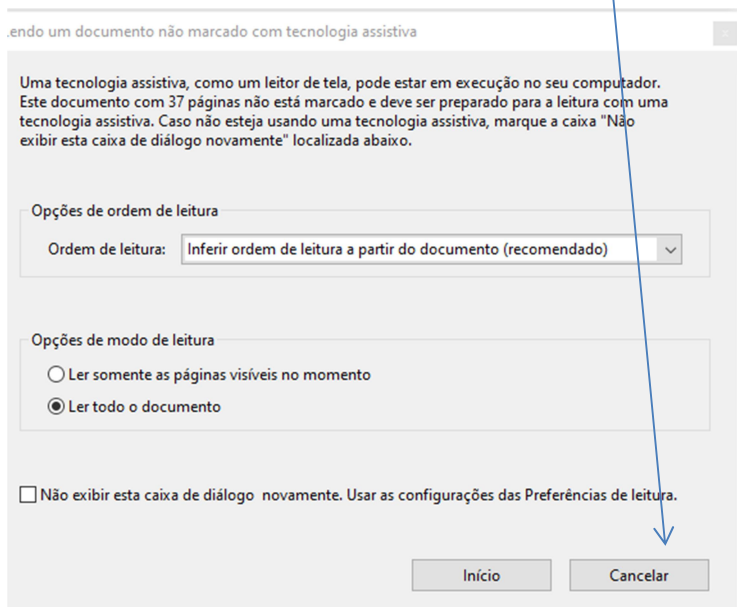 .endo um documento não marcado com tecnologia assistiva
x
Uma tecnologia assistiva, como um leitor de tela, pode estar em execução no seu computador.
Este documento com 37 páginas não está marcado e deve ser preparado para a leitura com uma
tecnologia assistiva. Caso não esteja usando uma tecnologia assistiva, marque a caixa "Não
exibir esta caixa de diálogo novamente" localizada abaixo.
Opções de ordem de leitura
Ordem de leitura: Inferir ordem de leitura a partir do documento (recomendado)
Opções de modo de leitura
Ler somente as páginas visíveis no momento
Ler todo o documento
Não exibir esta caixa de diálogo novamente. Usar as configurações das Preferências de leitura.
Início Cancelar